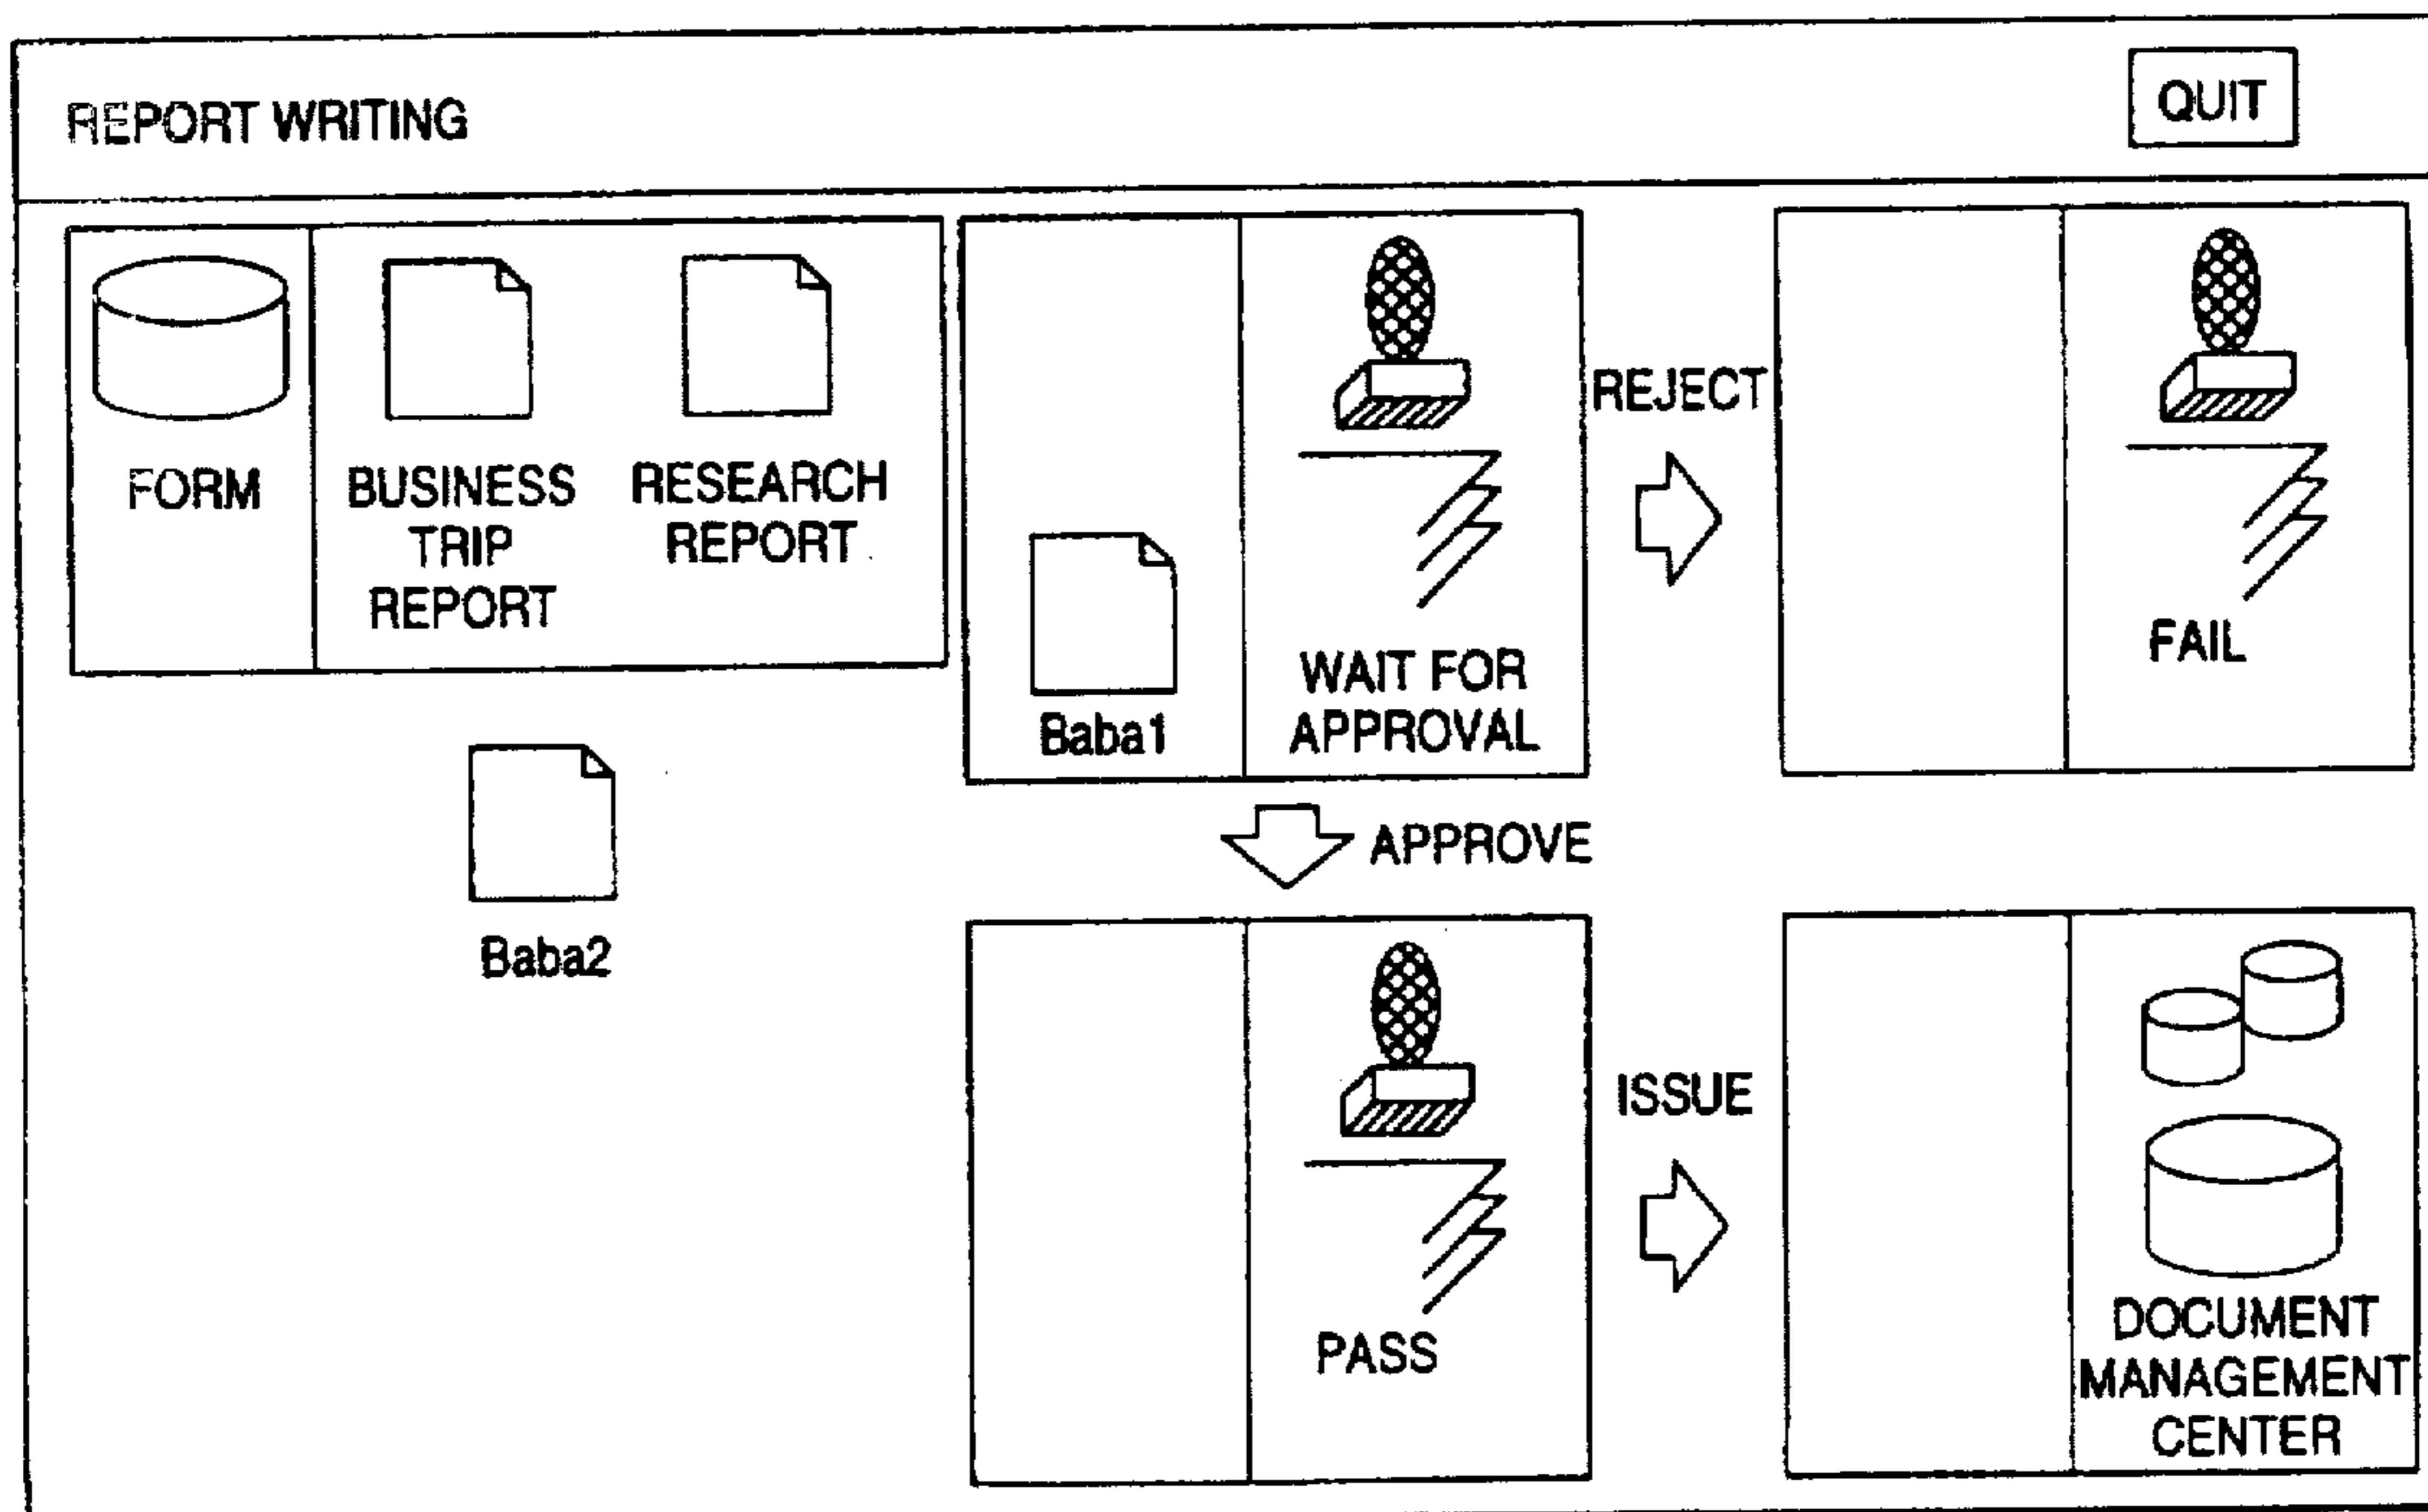 REPORT WRITING
QUIT
FORM
BUSINESS
TRIP
REPORT
RESEARCH
REPORT
Baba1
WAIT FOR
APPROVAL
REJECT
FAIL
APPROVE
Baba2
PASS
ISSUE
DOCUMENT
MANAGEMENT
CENTER